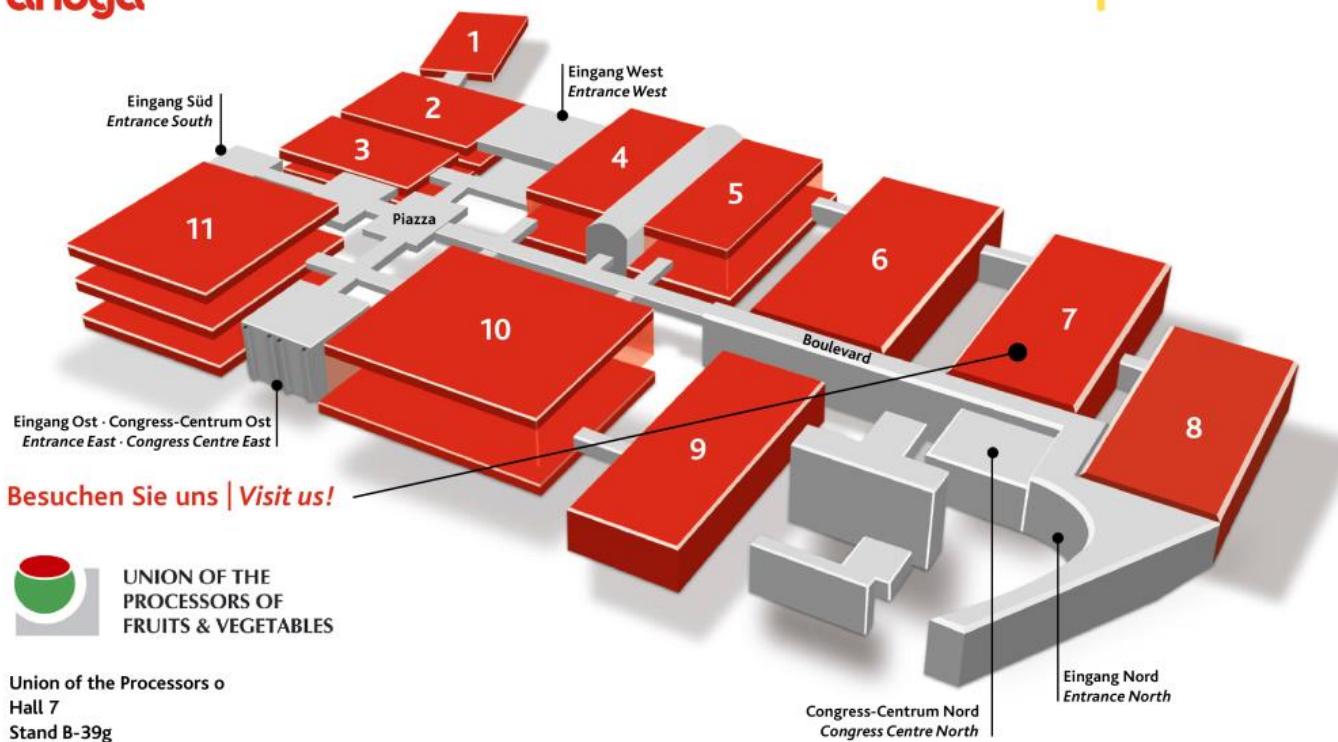 anuga
1
Eingang West
Entrance West
Eingang Süd
Entrance South
2
3
4
5
Piazza
11
6
10
7
Boulevard
8
9
Eingang Ost · Congress-Centrum Ost
Entrance East · Congress Centre East
Besuchen Sie uns | Visit us!
UNION OF THE
PROCESSORS OF
FRUITS & VEGETABLES
Union of the Processors o
Hall 7
Stand B-39g
Eingang Nord
Entrance North
Congress-Centrum Nord
Congress Centre North